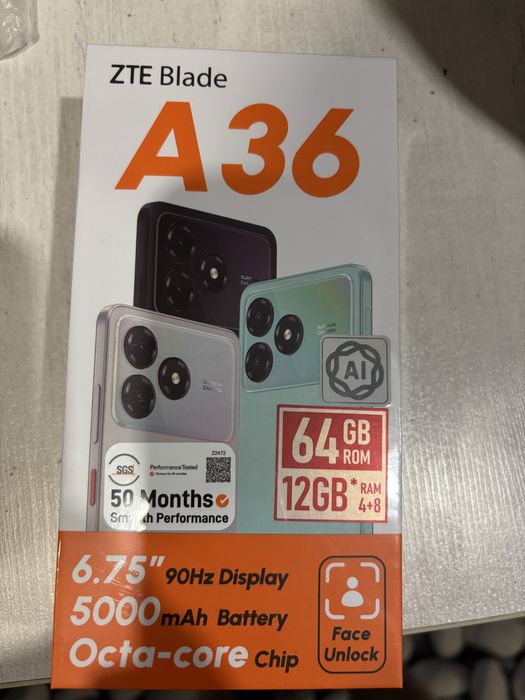 ZTE Blade
A36
AI
64 GB ROM
12GB* RAM 4+8
Z2472
SGS
Performance Tested
50 Months
Smooth Performance
6.75" 90Hz Display
5000mAh Battery
Octa-core Chip
Face
Unlock